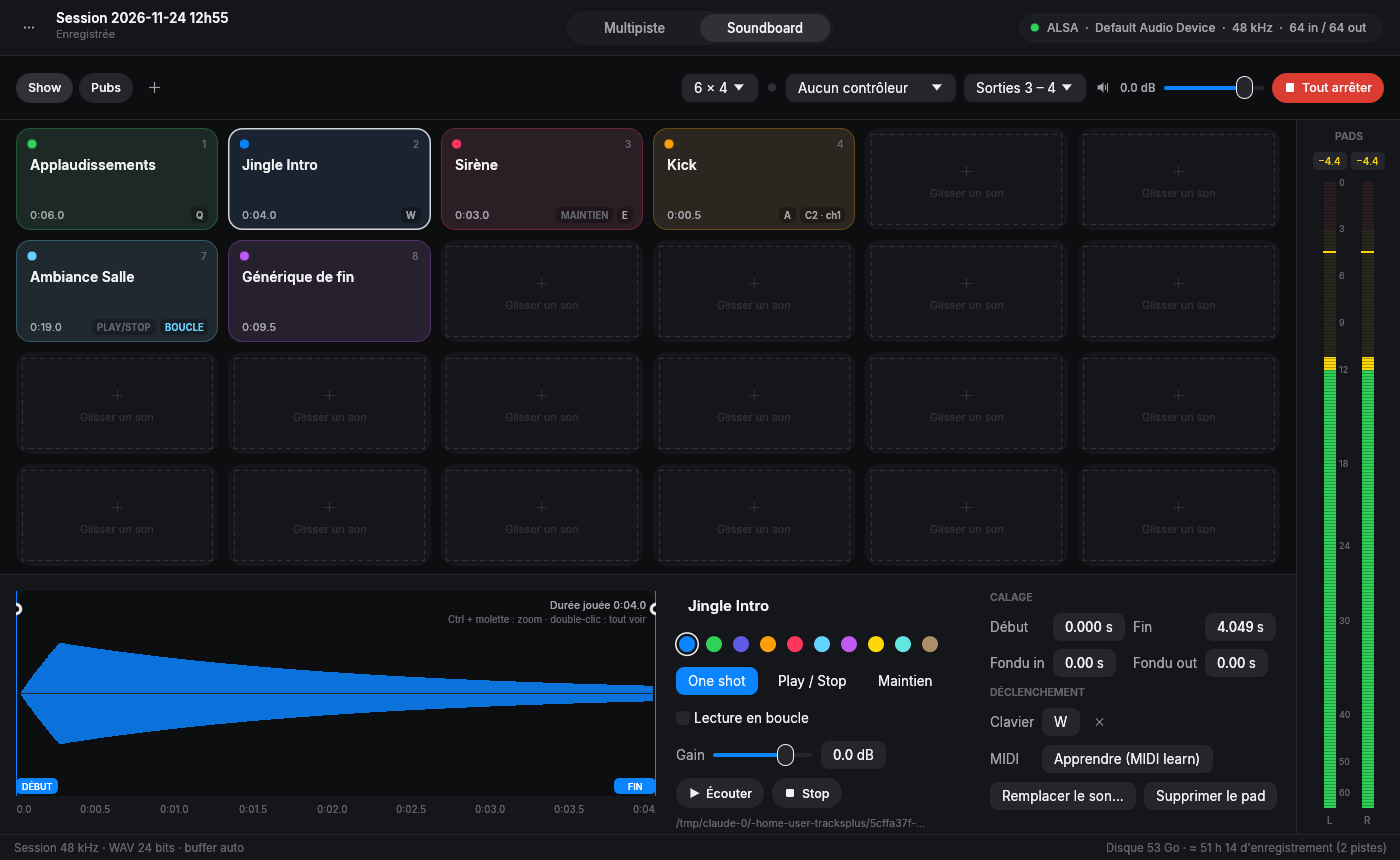 ... Session 2026-11-24 12h55
Enregistrée
Multipiste Soundboard
ALSA · Default Audio Device · 48 kHz · 64 in / 64 out
Show Pubs + 6 × 4 Aucun contrôleur Sorties 3 – 4 0.0 dB Tout arrêter
1 2 3 4
Applaudissements Jingle Intro Sirène Kick
+ +
Glisser un son Glisser un son
0:06.0 Q 0:04.0 W 0:03.0 MAINTIEN E 0:00.5 A C2 · ch1
7 8
Ambiance Salle Générique de fin
+ + + +
Glisser un son Glisser un son Glisser un son Glisser un son
0:19.0 PLAY/STOP BOUCLE 0:09.5
+ + + + + +
Glisser un son Glisser un son Glisser un son Glisser un son Glisser un son Glisser un son
+ + + + + +
Glisser un son Glisser un son Glisser un son Glisser un son Glisser un son Glisser un son
PADS
−4.4 −4.4
0
3
6
9
12
18
24
30
40
50
60
L R
Durée jouée 0:04.0
Ctrl + molette : zoom · double-clic : tout voir
DÉBUT FIN
0.0 0:00.5 0:01.0 0:01.5 0:02.0 0:02.5 0:03.0 0:03.5 0:04.
Jingle Intro
One shot Play / Stop Maintien
Lecture en boucle
Gain 0.0 dB
Écouter Stop
/tmp/claude-0/-home-user-tracksplus/5cffa37f-...
CALAGE
Début 0.000 s Fin 4.049 s
Fondu in 0.00 s Fondu out 0.00 s
DÉCLENCHEMENT
Clavier W ×
MIDI Apprendre (MIDI learn)
Remplacer le son... Supprimer le pad
Session 48 kHz · WAV 24 bits · buffer auto
Disque 53 Go · ≈ 51 h 14 d'enregistrement (2 pistes)